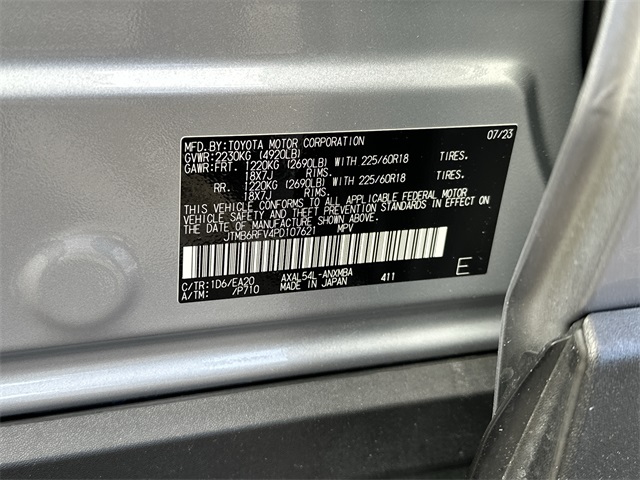 MFD.BY:TOYOTA MOTOR CORPORATION 07/23
GVWR:2230KG (4920LB)
GAWR:FRT. 1220KG (2690LB) WITH 225/60R18 TIRES.
18X7J RIMS.
RR. 1220KG (2690LB) WITH 225/60R18 TIRES.
18X7J RIMS.
THIS VEHICLE CONFORMS TO ALL APPLICABLE FEDERAL MOTOR
VEHICLE SAFETY AND THEFT PREVENTION STANDARDS IN EFFECT ON
THE DATE OF MANUFACTURE SHOWN ABOVE.
JTMB6RFV4PD107621 MPV
C/TR:1D6/EA20 AXAL54L-ANXMBA 411 E
A/TM: /P710 MADE IN JAPAN